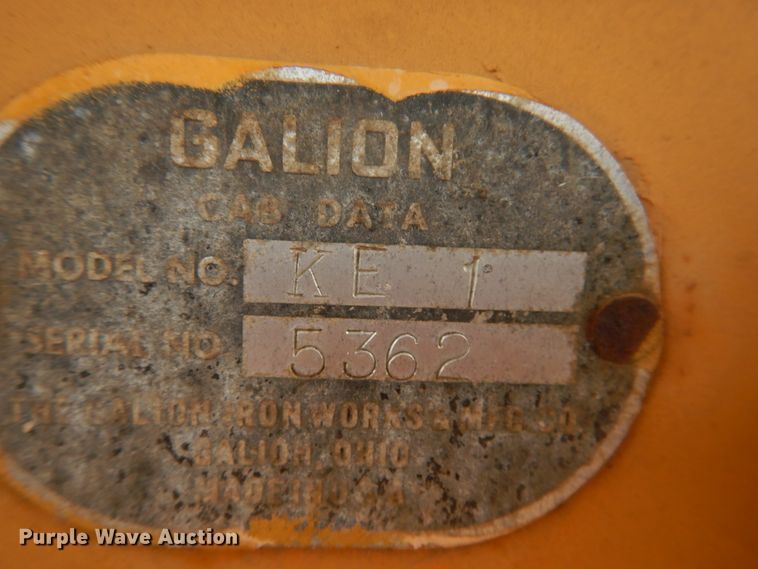 GALION
CAB DATA
MODEL NO. KE 1
SERIAL NO 5362
THE GALION IRON WORKS & MFG. CO.
GALION, OHIO
MADE IN U.S.A.
Purple Wave Auction